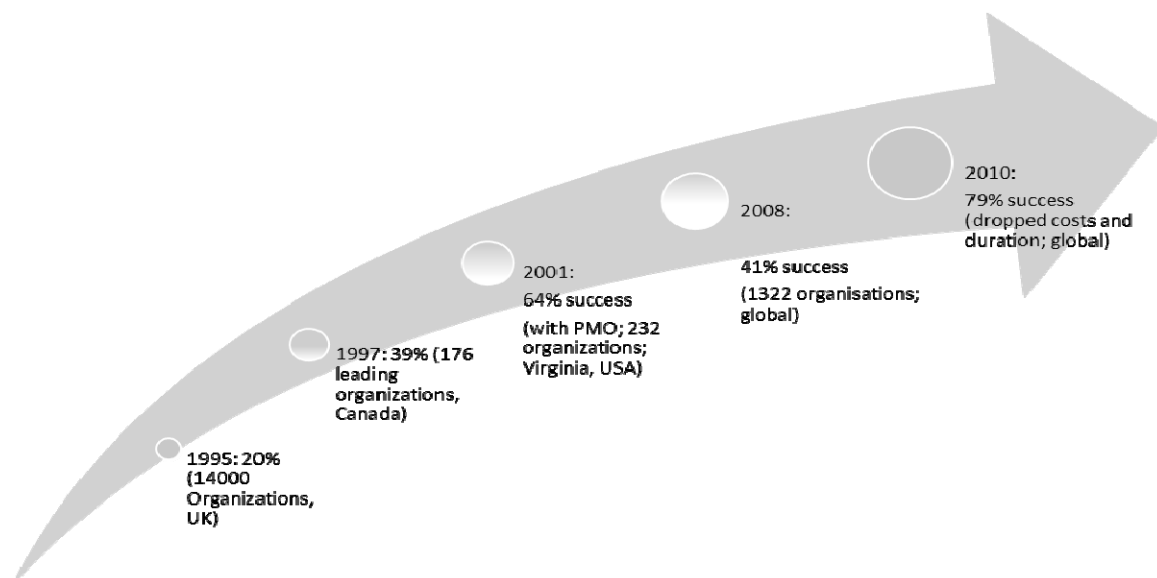 1995: 20%
(14000
Organizations,
UK)
1997: 39% (176
leading
organizations,
Canada)
2001:
64% success
(with PMO; 232
organizations;
Virginia, USA)
2008:
41% success
(1322 organisations;
global)
2010:
79% success
(dropped costs and
duration; global)